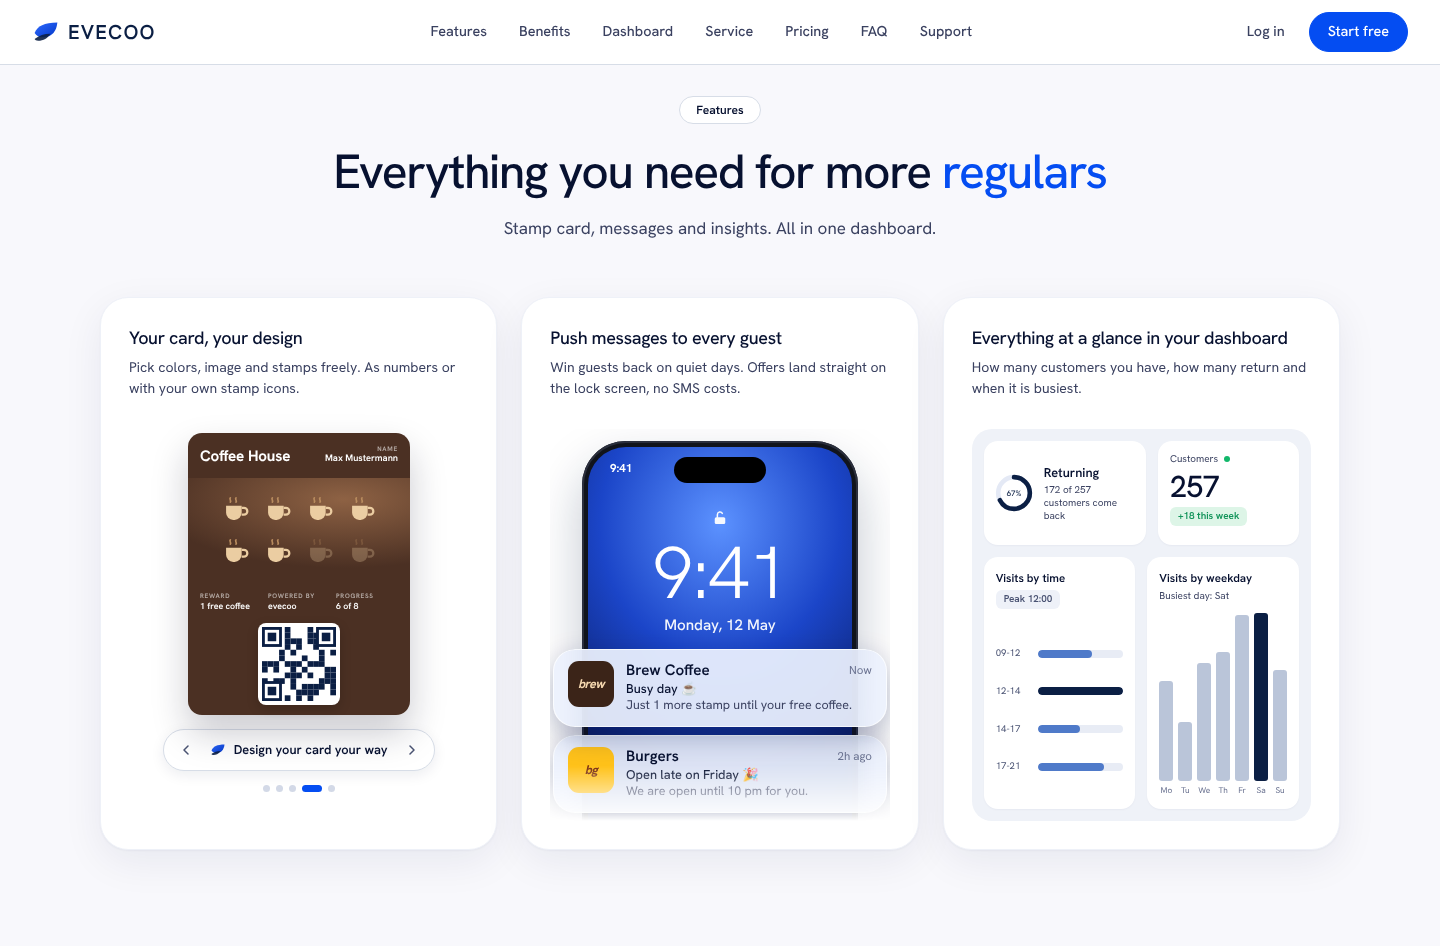 EVECOO
Features
Benefits
Dashboard
Service
Pricing
FAQ
Support
Log in
Start free
Features
Everything you need for more regulars
Stamp card, messages and insights. All in one dashboard.
Your card, your design
Pick colors, image and stamps freely. As numbers or
with your own stamp icons.
Coffee House
NAME
Max Mustermann
REWARD
1 free coffee
POWERED BY
evecoo
PROGRESS
6 of 8
Design your card your way
Push messages to every guest
Win guests back on quiet days. Offers land straight on
the lock screen, no SMS costs.
9:41
9:41
Monday, 12 May
brew
Brew Coffee
Now
Busy day ☕
Just 1 more stamp until your free coffee.
bg
Burgers
2h ago
Open late on Friday 🎉
We are open until 10 pm for you.
Everything at a glance in your dashboard
How many customers you have, how many return and
when it is busiest.
67%
Returning
172 of 257
customers come
back
Customers
257
+18 this week
Visits by time
Peak 12:00
09-12
12-14
14-17
17-21
Visits by weekday
Busiest day: Sat
Mo Tu We Th Fr Sa Su